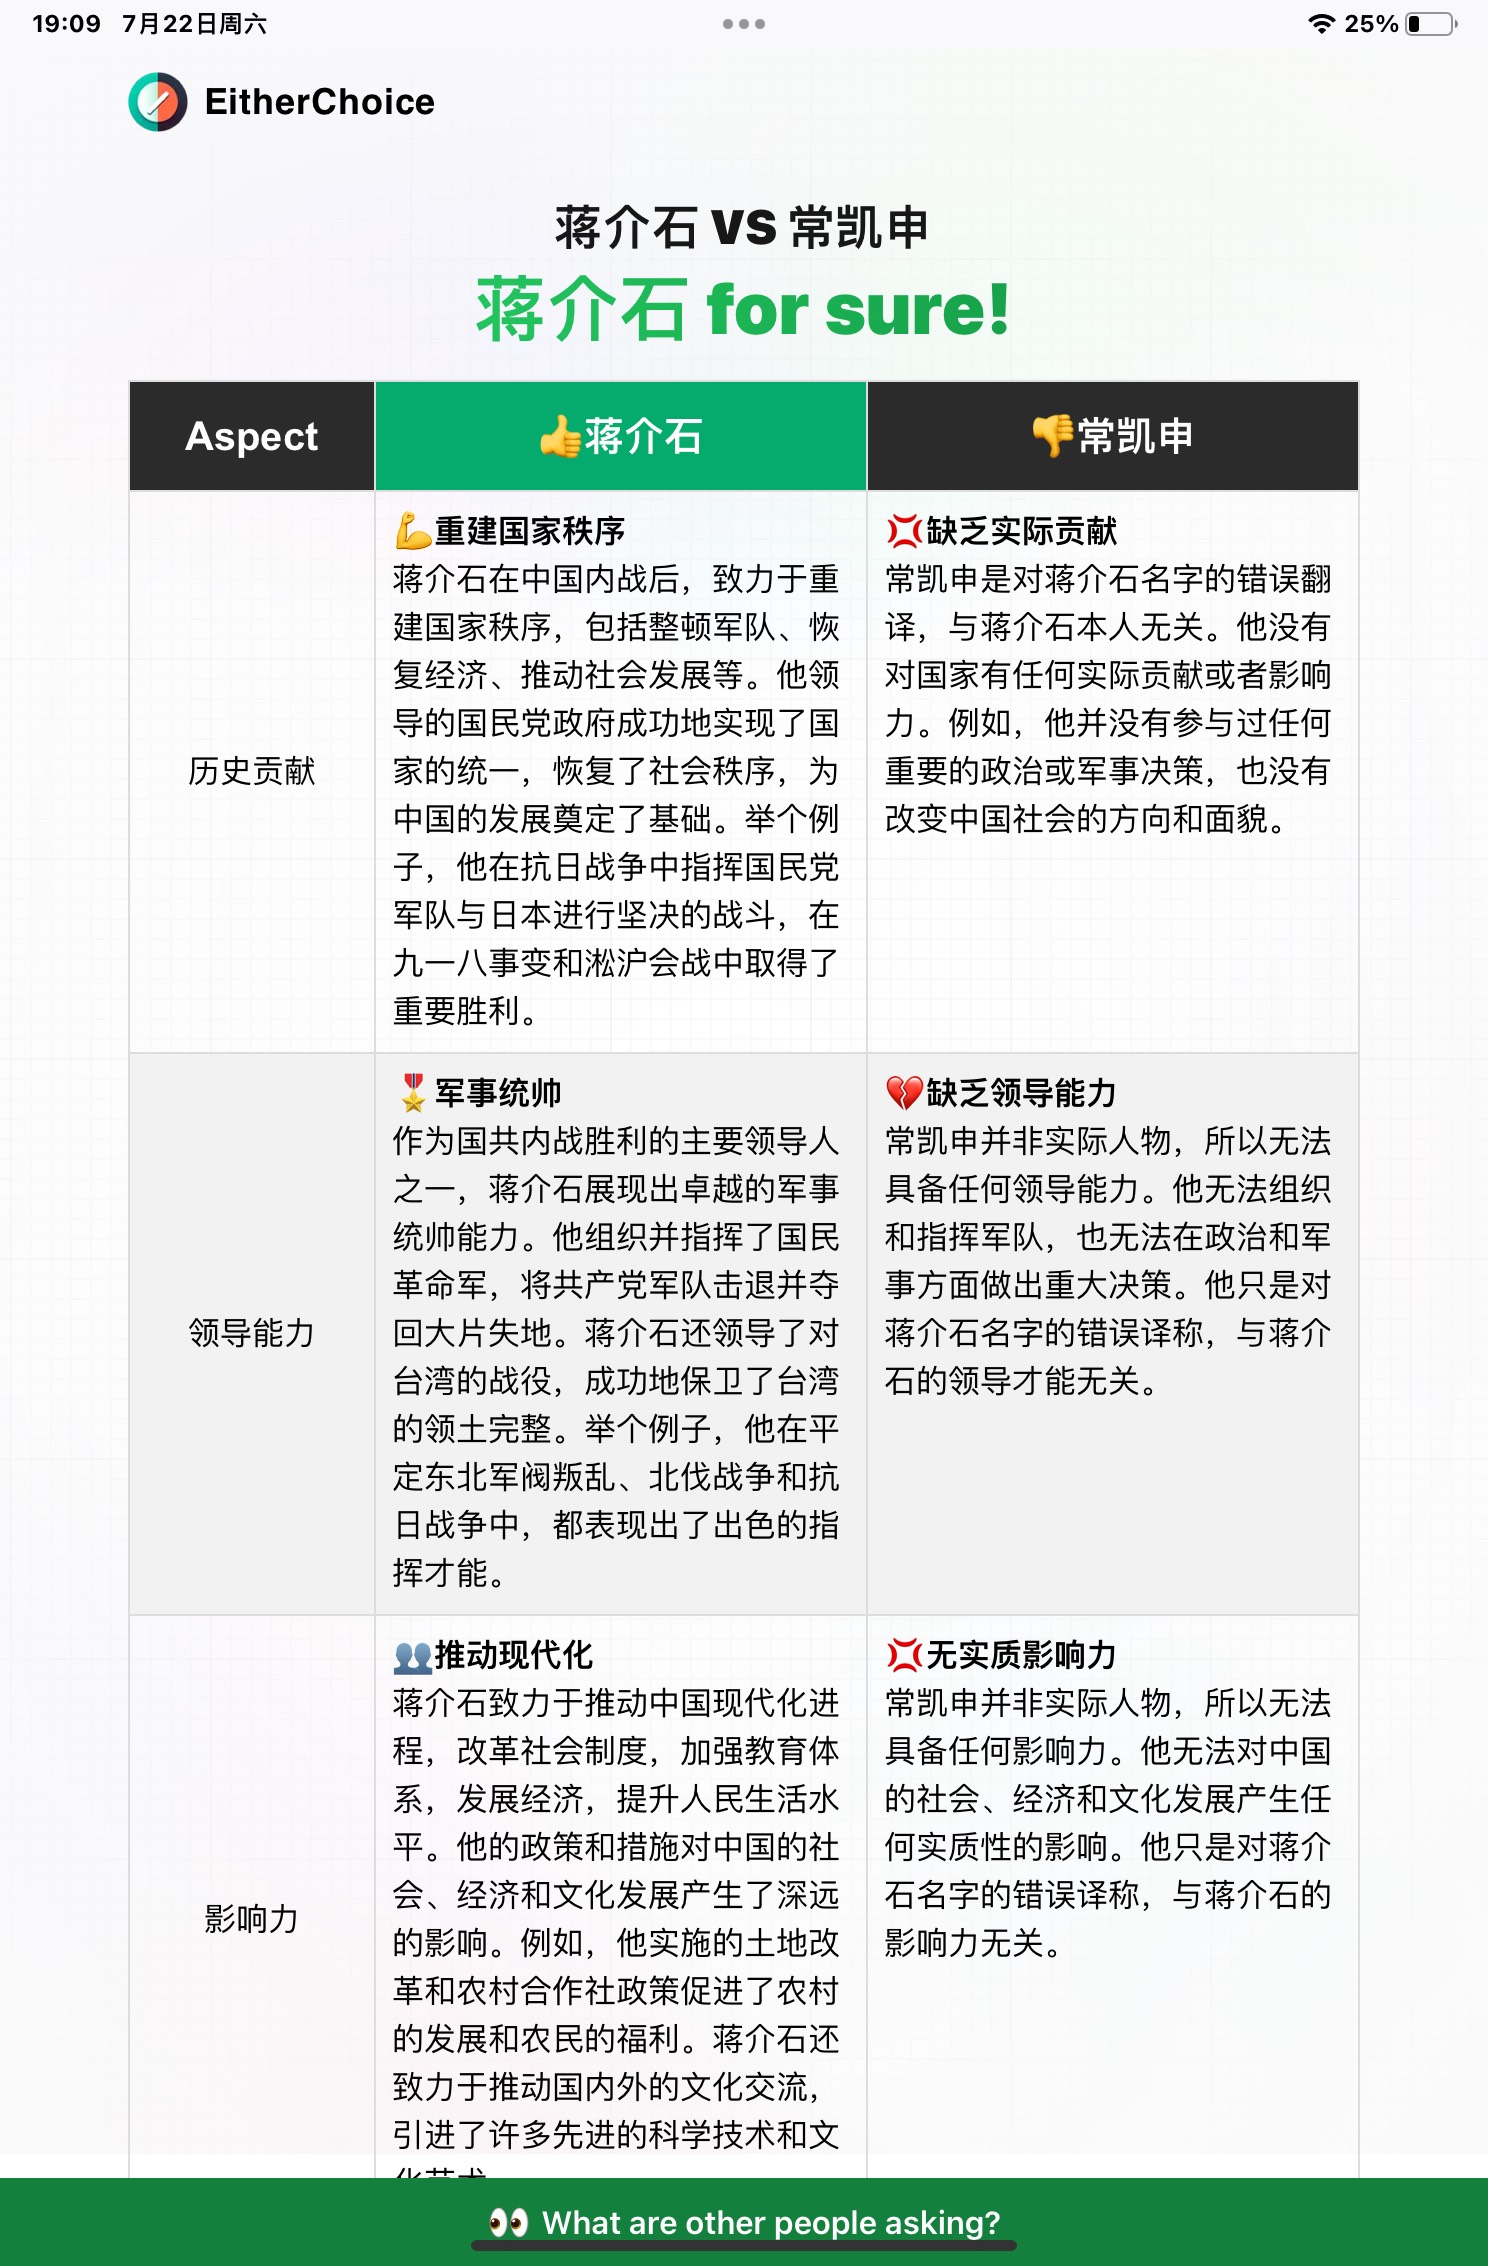 19:09 7月22日周六
25%
EitherChoice
蒋介石 VS 常凯申
蒋介石 for sure!
Aspect
👍蒋介石
👎常凯申
历史贡献
💪重建国家秩序
蒋介石在中国内战后，致力于重
建国家秩序，包括整顿军队、恢
复经济、推动社会发展等。他领
导的国民党政府成功地实现了国
家的统一，恢复了社会秩序，为
中国的发展奠定了基础。举个例
子，他在抗日战争中指挥国民党
军队与日本进行坚决的战斗，在
九一八事变和淞沪会战中取得了
重要胜利。
💢缺乏实际贡献
常凯申是对蒋介石名字的错误翻
译，与蒋介石本人无关。他没有
对国家有任何实际贡献或者影响
力。例如，他并没有参与过任何
重要的政治或军事决策，也没有
改变中国社会的方向和面貌。
领导能力
🎖️军事统帅
作为国共内战胜利的主要领导人
之一，蒋介石展现出卓越的军事
统帅能力。他组织并指挥了国民
革命军，将共产党军队击退并夺
回大片失地。蒋介石还领导了对
台湾的战役，成功地保卫了台湾
的领土完整。举个例子，他在平
定东北军阀叛乱、北伐战争和抗
日战争中，都表现出了出色的指
挥才能。
💔缺乏领导能力
常凯申并非实际人物，所以无法
具备任何领导能力。他无法组织
和指挥军队，也无法在政治和军
事方面做出重大决策。他只是对
蒋介石名字的错误译称，与蒋介
石的领导才能无关。
影响力
👥推动现代化
蒋介石致力于推动中国现代化进
程，改革社会制度，加强教育体
系，发展经济，提升人民生活水
平。他的政策和措施对中国的社
会、经济和文化发展产生了深远
的影响。例如，他实施的土地改
革和农村合作社政策促进了农村
的发展和农民的福利。蒋介石还
致力于推动国内外的文化交流，
引进了许多先进的科学技术和文
💢无实质影响力
常凯申并非实际人物，所以无法
具备任何影响力。他无法对中国
的社会、经济和文化发展产生任
何实质性的影响。他只是对蒋介
石名字的错误译称，与蒋介石的
影响力无关。
👀 What are other people asking?